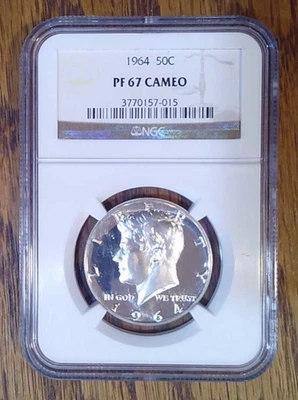 1964 50C
PF 67 CAMEO
3770157-015
NGC
LIBERTY
IN GOD WE TRUST
1964